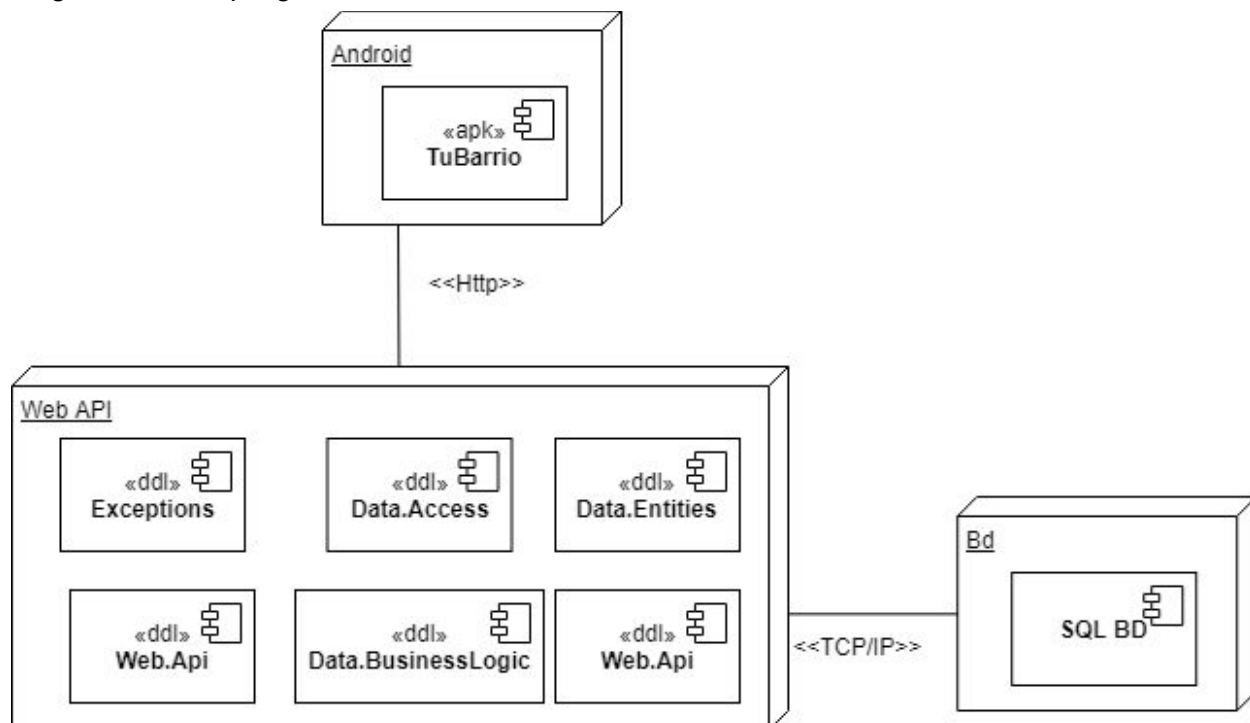 Android
«apk»
TuBarrio
<<Http>>
Web API
«ddl»
Exceptions
«ddl»
Data.Access
«ddl»
Data.Entities
«ddl»
Web.Api
«ddl»
Data.BusinessLogic
«ddl»
Web.Api
<<TCP/IP>>
Bd
SQL BD